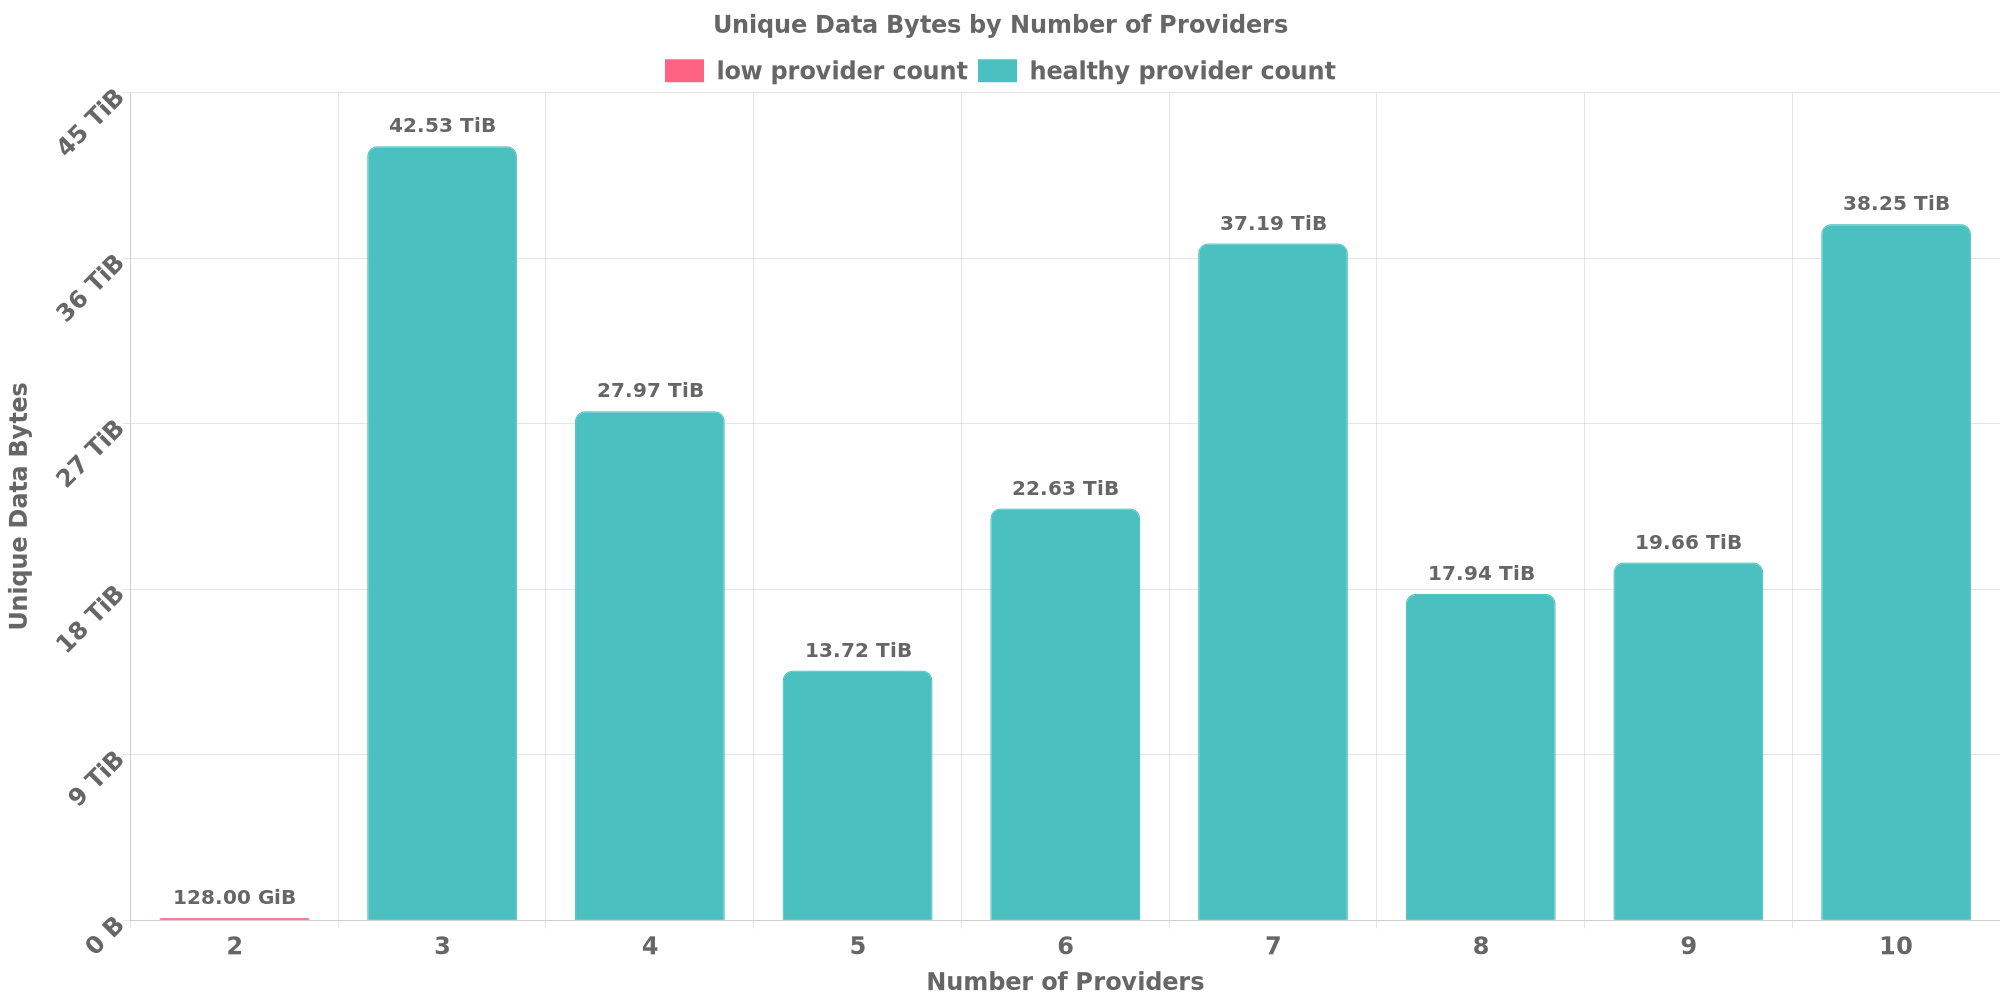 Unique Data Bytes by Number of Providers
low provider count healthy provider count
45 TiB
36 TiB
27 TiB
18 TiB
9 TiB
0 B
Unique Data Bytes
128.00 GiB
42.53 TiB
27.97 TiB
13.72 TiB
22.63 TiB
37.19 TiB
17.94 TiB
19.66 TiB
38.25 TiB
2 3 4 5 6 7 8 9 10
Number of Providers